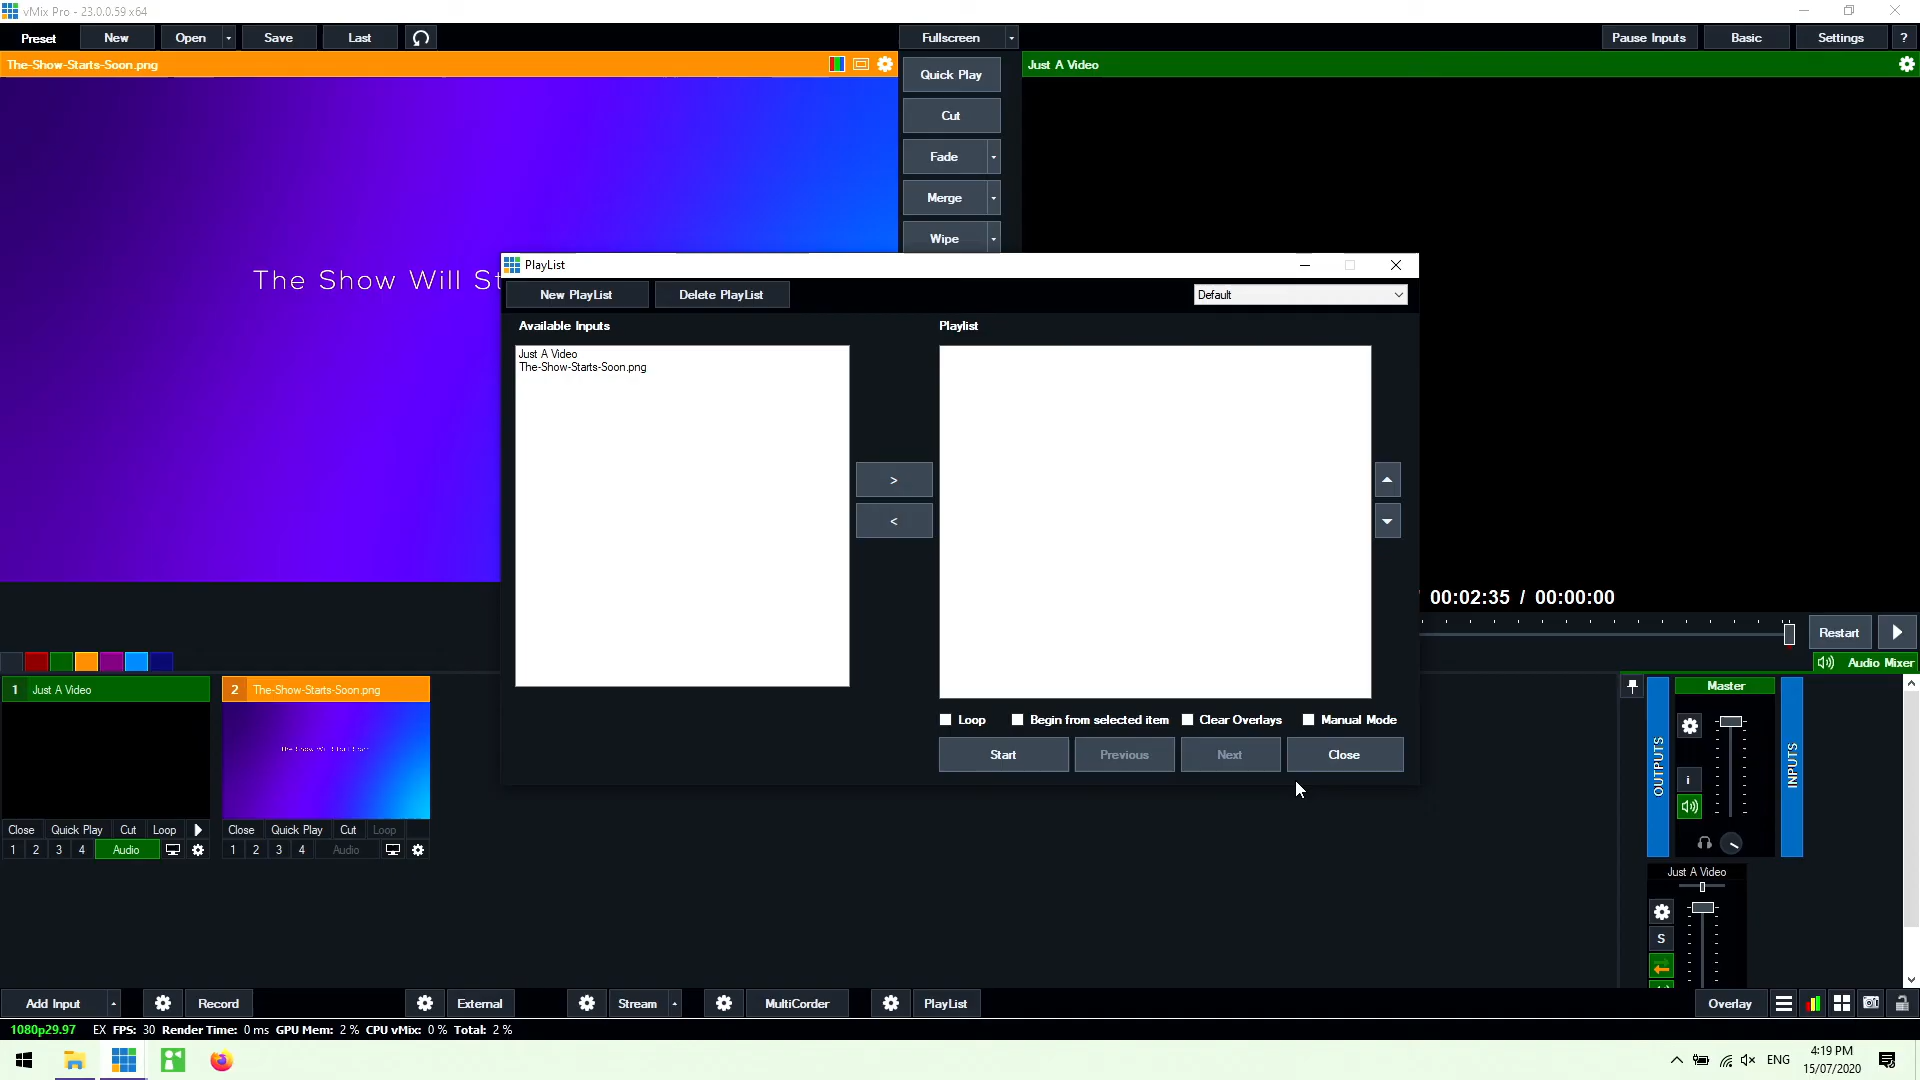 vMix Pro - 23.0.0.59 x64
Preset
New
Open
Save
Last
Fullscreen
Pause Inputs
Basic
Settings
?
The-Show-Starts-Soon.png
Just A Video
Quick Play
Cut
Fade
Merge
Wipe
The Show Will St
PlayList
New PlayList
Delete PlayList
Default
Available Inputs
Playlist
Just A Video
The-Show-Starts-Soon.png
>
<
Loop
Begin from selected item
Clear Overlays
Manual Mode
Start
Previous
Next
Close
00:02:35 / 00:00:00
Restart
Audio Mixer
1 Just A Video
2 The-Show-Starts-Soon.png
The Show Will Start Soon
Close Quick Play Cut Loop
1 2 3 4 Audio
Close Quick Play Cut Loop
1 2 3 4 Audio
OUTPUTS
Master
INPUTS
i
Just A Video
S
Add Input
Record
External
Stream
MultiCorder
PlayList
Overlay
1080p29.97 EX FPS: 30 Render Time: 0 ms GPU Mem: 2 % CPU vMix: 0 % Total: 2 %
ENG
4:19 PM
15/07/2020